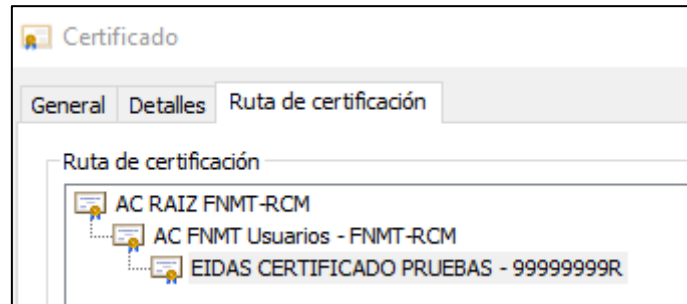 Certificado
General Detalles Ruta de certificación
Ruta de certificación
AC RAIZ FNMT-RCM
AC FNMT Usuarios - FNMT-RCM
EIDAS CERTIFICADO PRUEBAS - 99999999R